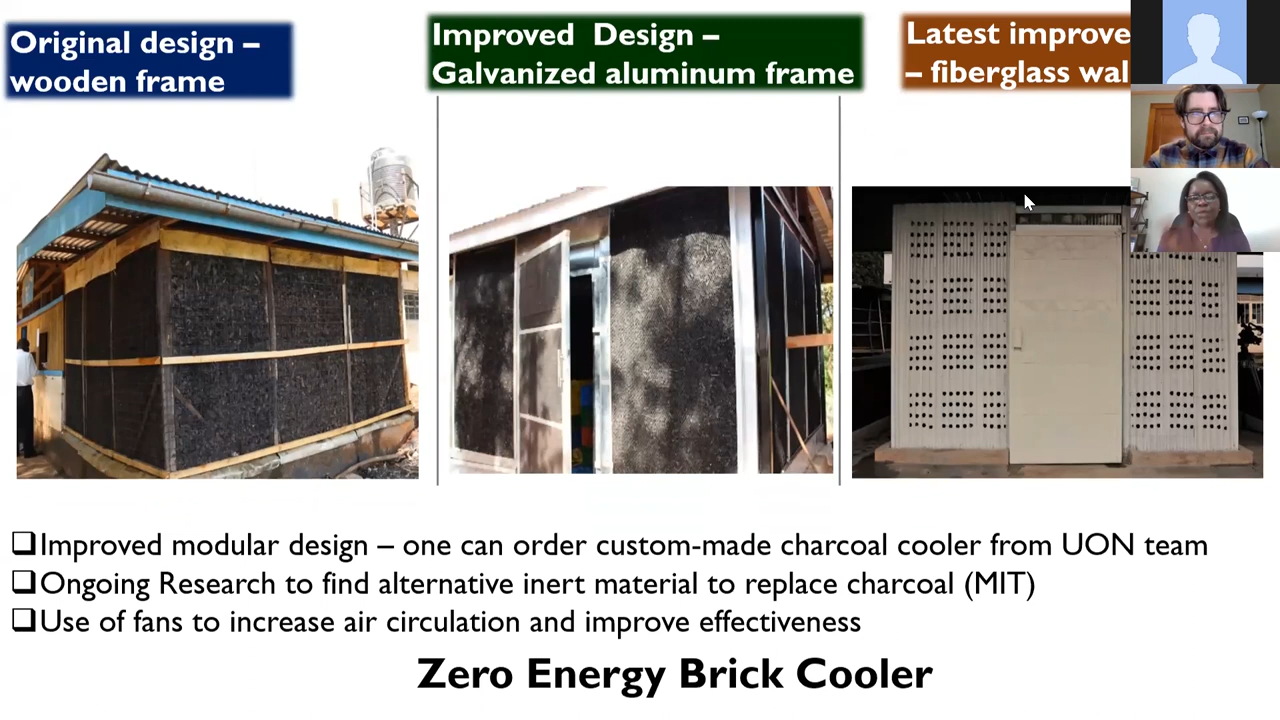 Original design –
wooden frame
Improved Design –
Galvanized aluminum frame
Latest improve
– fiberglass wal
❑Improved modular design – one can order custom-made charcoal cooler from UON team
❑Ongoing Research to find alternative inert material to replace charcoal (MIT)
❑Use of fans to increase air circulation and improve effectiveness
Zero Energy Brick Cooler